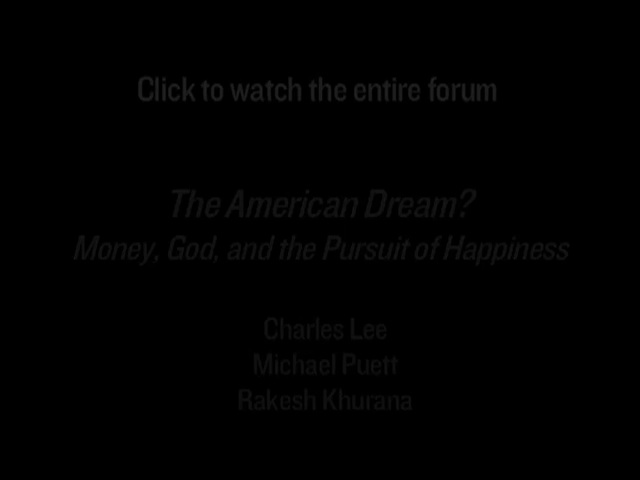 Click to watch the entire forum
The American Dream?
Money, God, and the Pursuit of Happiness
Charles Lee
Michael Puett
Rakesh Khurana